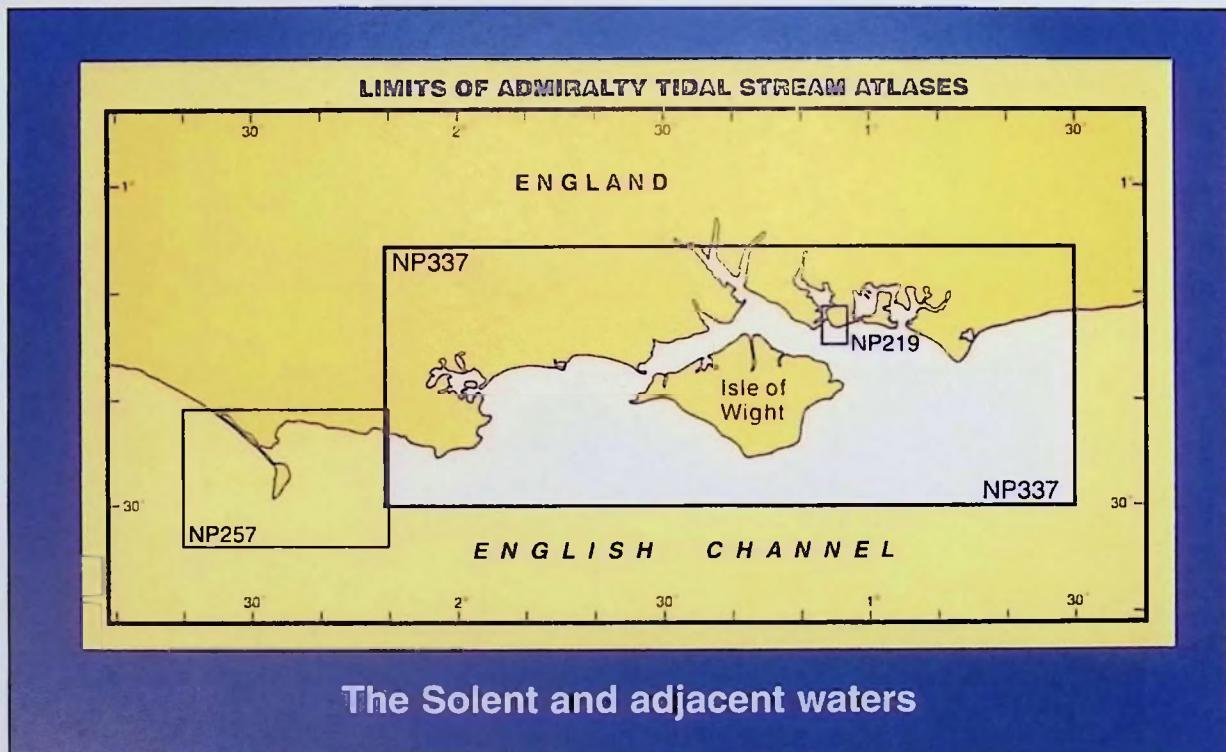 LIMITS OF ADMIRALTY TIDAL STREAM ATLASES
30' 2° 30' 1° 30'
1° 1°
ENGLAND
NP337
NP219
Isle of
Wight
30' NP337 30'
NP257
ENGLISH CHANNEL
30' 2° 30' 1° 30'
The Solent and adjacent waters